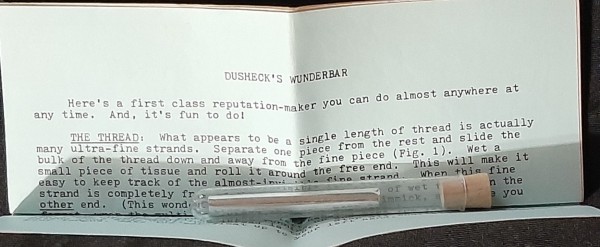 DUSHECK'S WUNDERBAR
Here's a first class reputation-maker you can do almost anywhere at
any time. And, it's fun to do!
THE THREAD: What appears to be a single length of thread is actually
many ultra-fine strands. Separate one piece from the rest and slide the
bulk of the thread down and away from the fine piece (Fig. 1). Wet a
small piece of tissue and roll it around the free end. This will make it
easy to keep track of the almost-invisible fine strand. When this fine
strand is completely of wet the
other end. (This you